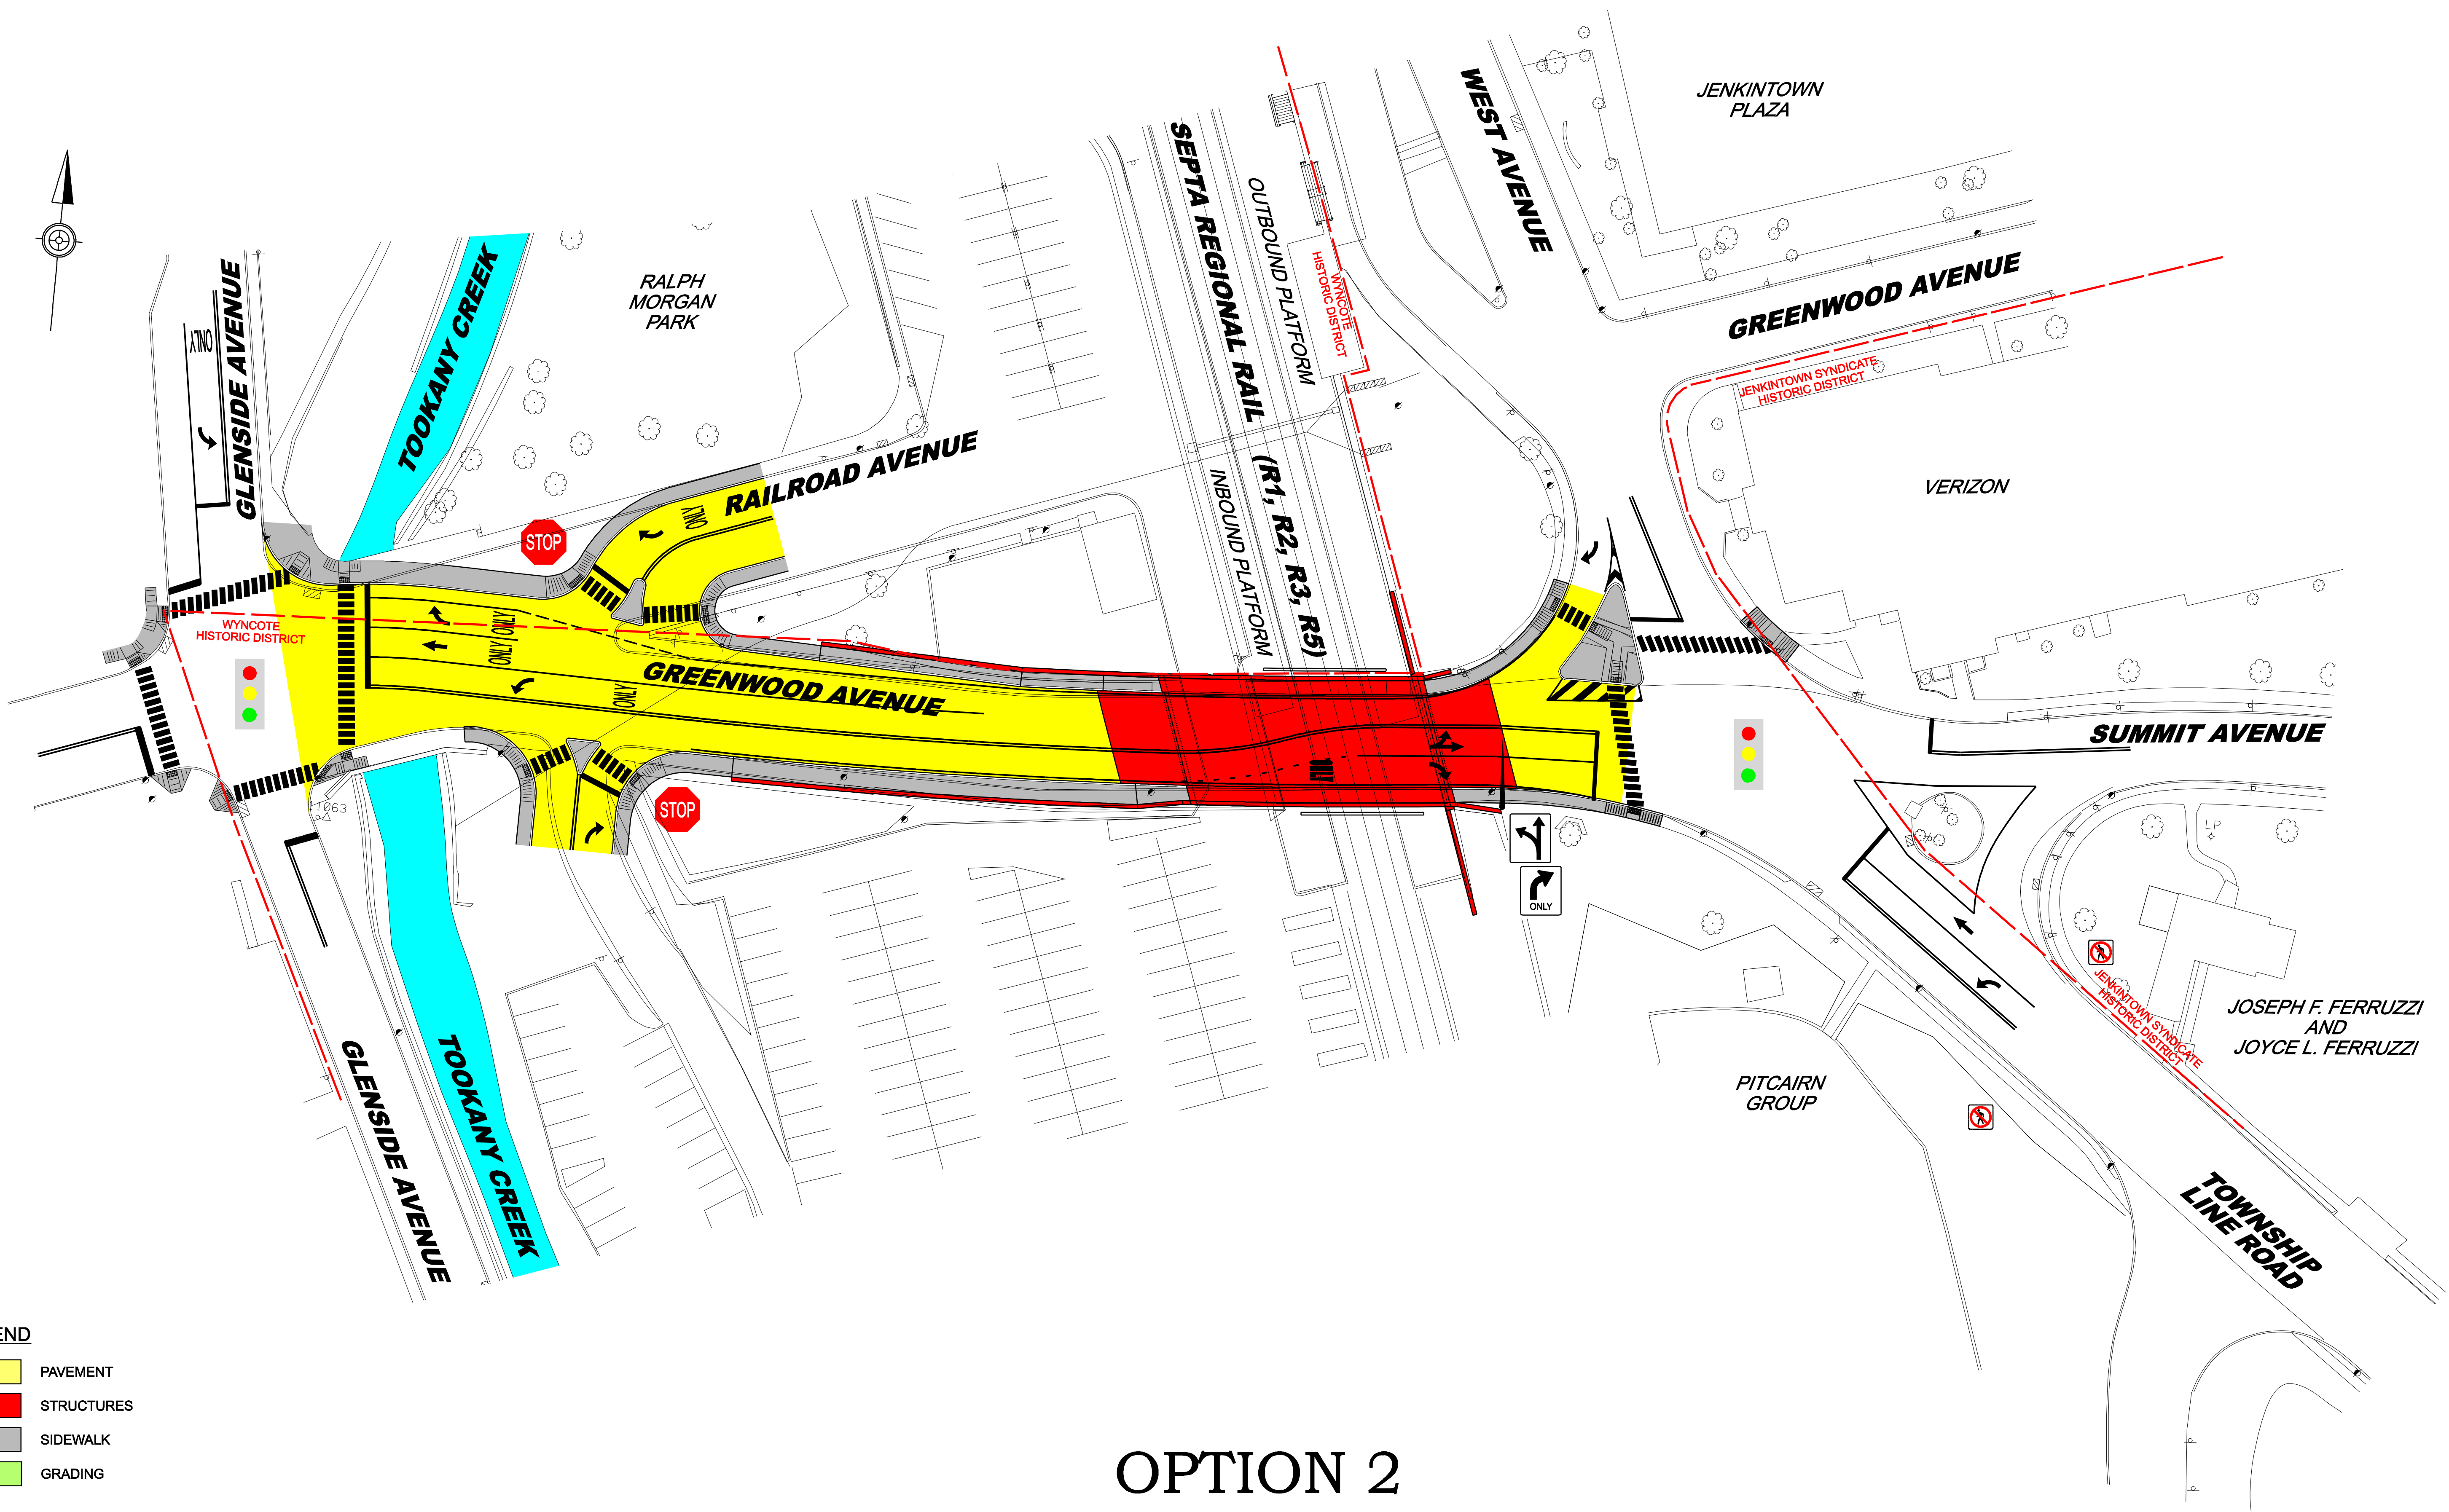 JENKINTOWN
PLAZA
WEST AVENUE
SEPTA REGIONAL RAIL (R1, R2, R3, R5)
OUTBOUND PLATFORM
INBOUND PLATFORM
WYNCOTE
HISTORIC DISTRICT
GREENWOOD AVENUE
JENKINTOWN SYNDICATE
HISTORIC DISTRICT
VERIZON
GLENSIDE AVENUE
ONLY
TOOKANY CREEK
RALPH
MORGAN
PARK
RAILROAD AVENUE
ONLY
STOP
WYNCOTE
HISTORIC DISTRICT
ONLY
ONLY
ONLY
GREENWOOD AVENUE
STOP
11063
SUMMIT AVENUE
LP
ONLY
JENKINTOWN SYNDICATE
HISTORIC DISTRICT
JOSEPH F. FERRUZZI
AND
JOYCE L. FERRUZZI
PITCAIRN
GROUP
GLENSIDE AVENUE
TOOKANY CREEK
TOWNSHIP
LINE ROAD
END
PAVEMENT
STRUCTURES
SIDEWALK
GRADING
OPTION 2